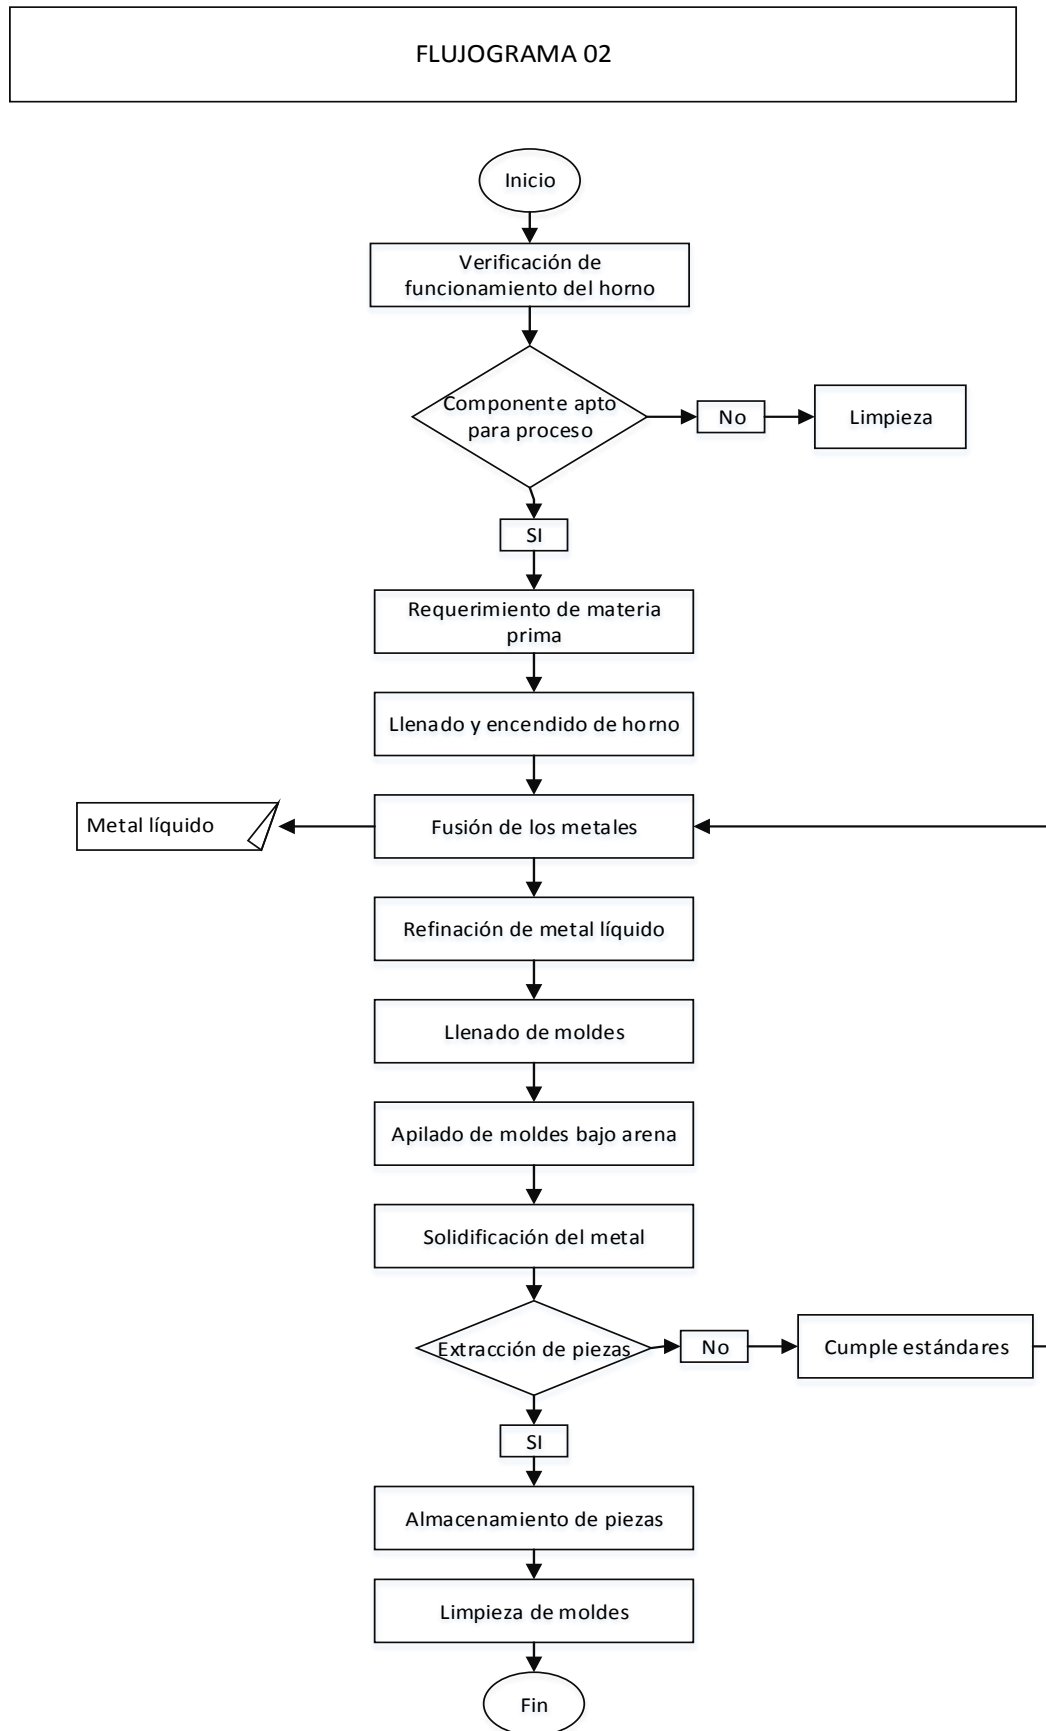 FLUJOGRAMA 02
Inicio
Verificación de
funcionamiento del horno
Componente apto
para proceso
No
Limpieza
SI
Requerimiento de materia
prima
Llenado y encendido de horno
Metal líquido
Fusión de los metales
Refinación de metal líquido
Llenado de moldes
Apilado de moldes bajo arena
Solidificación del metal
Extracción de piezas
No
Cumple estándares
SI
Almacenamiento de piezas
Limpieza de moldes
Fin